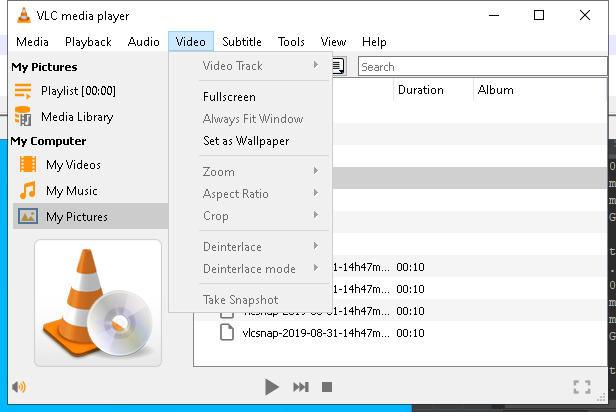 VLC media player
Media Playback Audio Video Subtitle Tools View Help
My Pictures
Playlist [00:00]
Media Library
My Computer
My Videos
My Music
My Pictures
Video Track
Fullscreen
Always Fit Window
Set as Wallpaper
Zoom
Aspect Ratio
Crop
Deinterlace
Deinterlace mode
Take Snapshot
Search
Duration Album
-31-14h47m... 00:10
-31-14h47m... 00:10
vlcsnap-2019-08-31-14h47m... 00:10
vlcsnap-2019-08-31-14h47m... 00:10